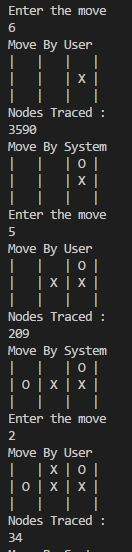 Enter the move
6
Move By User
|   |   |   |
|   |   | X |
|   |   |   |
Nodes Traced :
3590
Move By System
|   |   | O |
|   |   | X |
|   |   |   |
Enter the move
5
Move By User
|   |   | O |
|   | X | X |
|   |   |   |
Nodes Traced :
209
Move By System
|   |   | O |
| O | X | X |
|   |   |   |
Enter the move
2
Move By User
|   | X | O |
| O | X | X |
|   |   |   |
Nodes Traced :
34
Move By System